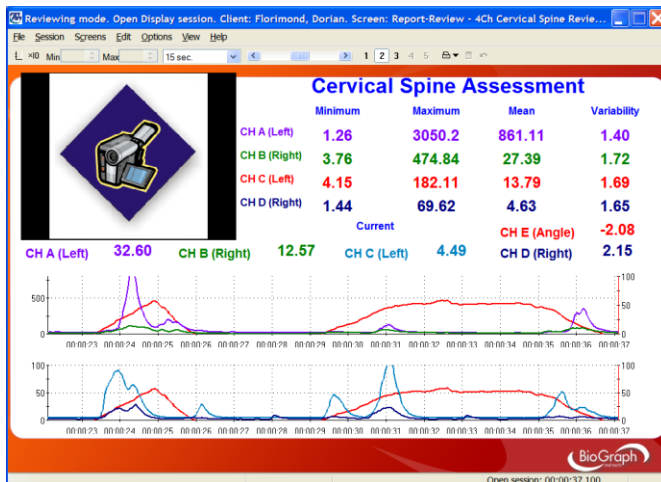 Reviewing mode. Open Display session. Client: Florimond, Dorian. Screen: Report-Review - 4Ch Cervical Spine Revie...
File Session Screens Edit Options View Help
X10 Min Max 15 sec. 1 2 3 4 5
Cervical Spine Assessment
Minimum Maximum Mean Variability
CH A (Left) 1.26 3050.2 861.11 1.40
CH B (Right) 3.76 474.84 27.39 1.72
CH C (Left) 4.15 182.11 13.79 1.69
CH D (Right) 1.44 69.62 4.63 1.65
Current CH E (Angle) -2.08
CH A (Left) 32.60 CH B (Right) 12.57 CH C (Left) 4.49 CH D (Right) 2.15
100
500 50
0 0
00:00:23 00:00:24 00:00:25 00:00:26 00:00:27 00:00:28 00:00:29 00:00:30 00:00:31 00:00:32 00:00:33 00:00:34 00:00:35 00:00:36 00:00:37
100 100
50 50
0 0
00:00:23 00:00:24 00:00:25 00:00:26 00:00:27 00:00:28 00:00:29 00:00:30 00:00:31 00:00:32 00:00:33 00:00:34 00:00:35 00:00:36 00:00:37
BioGraph
Open session: 00:00:37.100